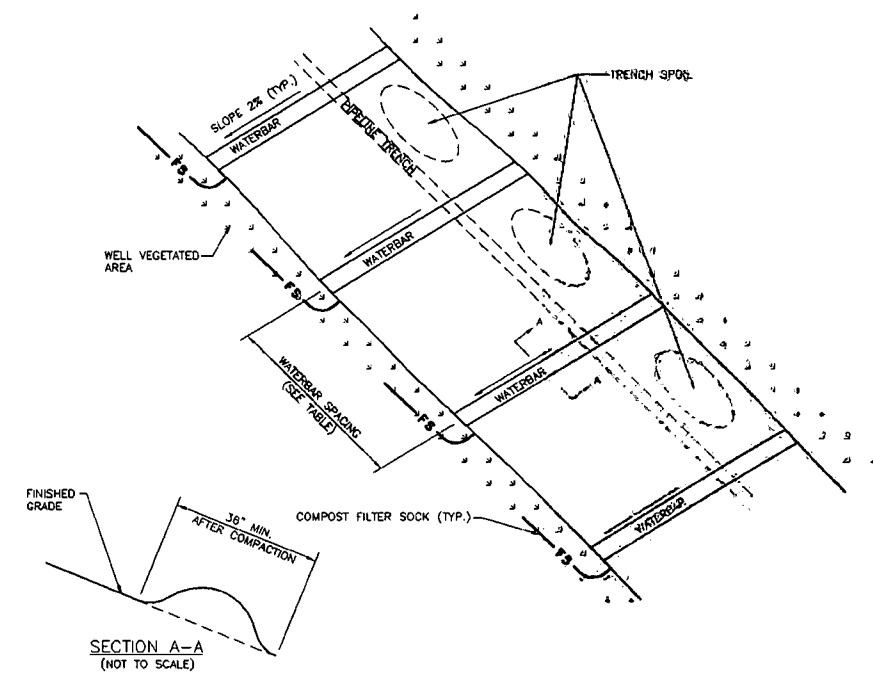 TRENCH SPOIL
SLOPE 2% (TYP.)
WATERBAR
PIPELINE TRENCH
FS
WELL VEGETATED
AREA
WATERBAR
FS
A
WATERBAR SPACING
(SEE TABLE)
WATERBAR
A
FS
FINISHED
GRADE
36" MIN.
AFTER COMPACTION
COMPOST FILTER SOCK (TYP.)
WATERBAR
FS
SECTION A-A
(NOT TO SCALE)